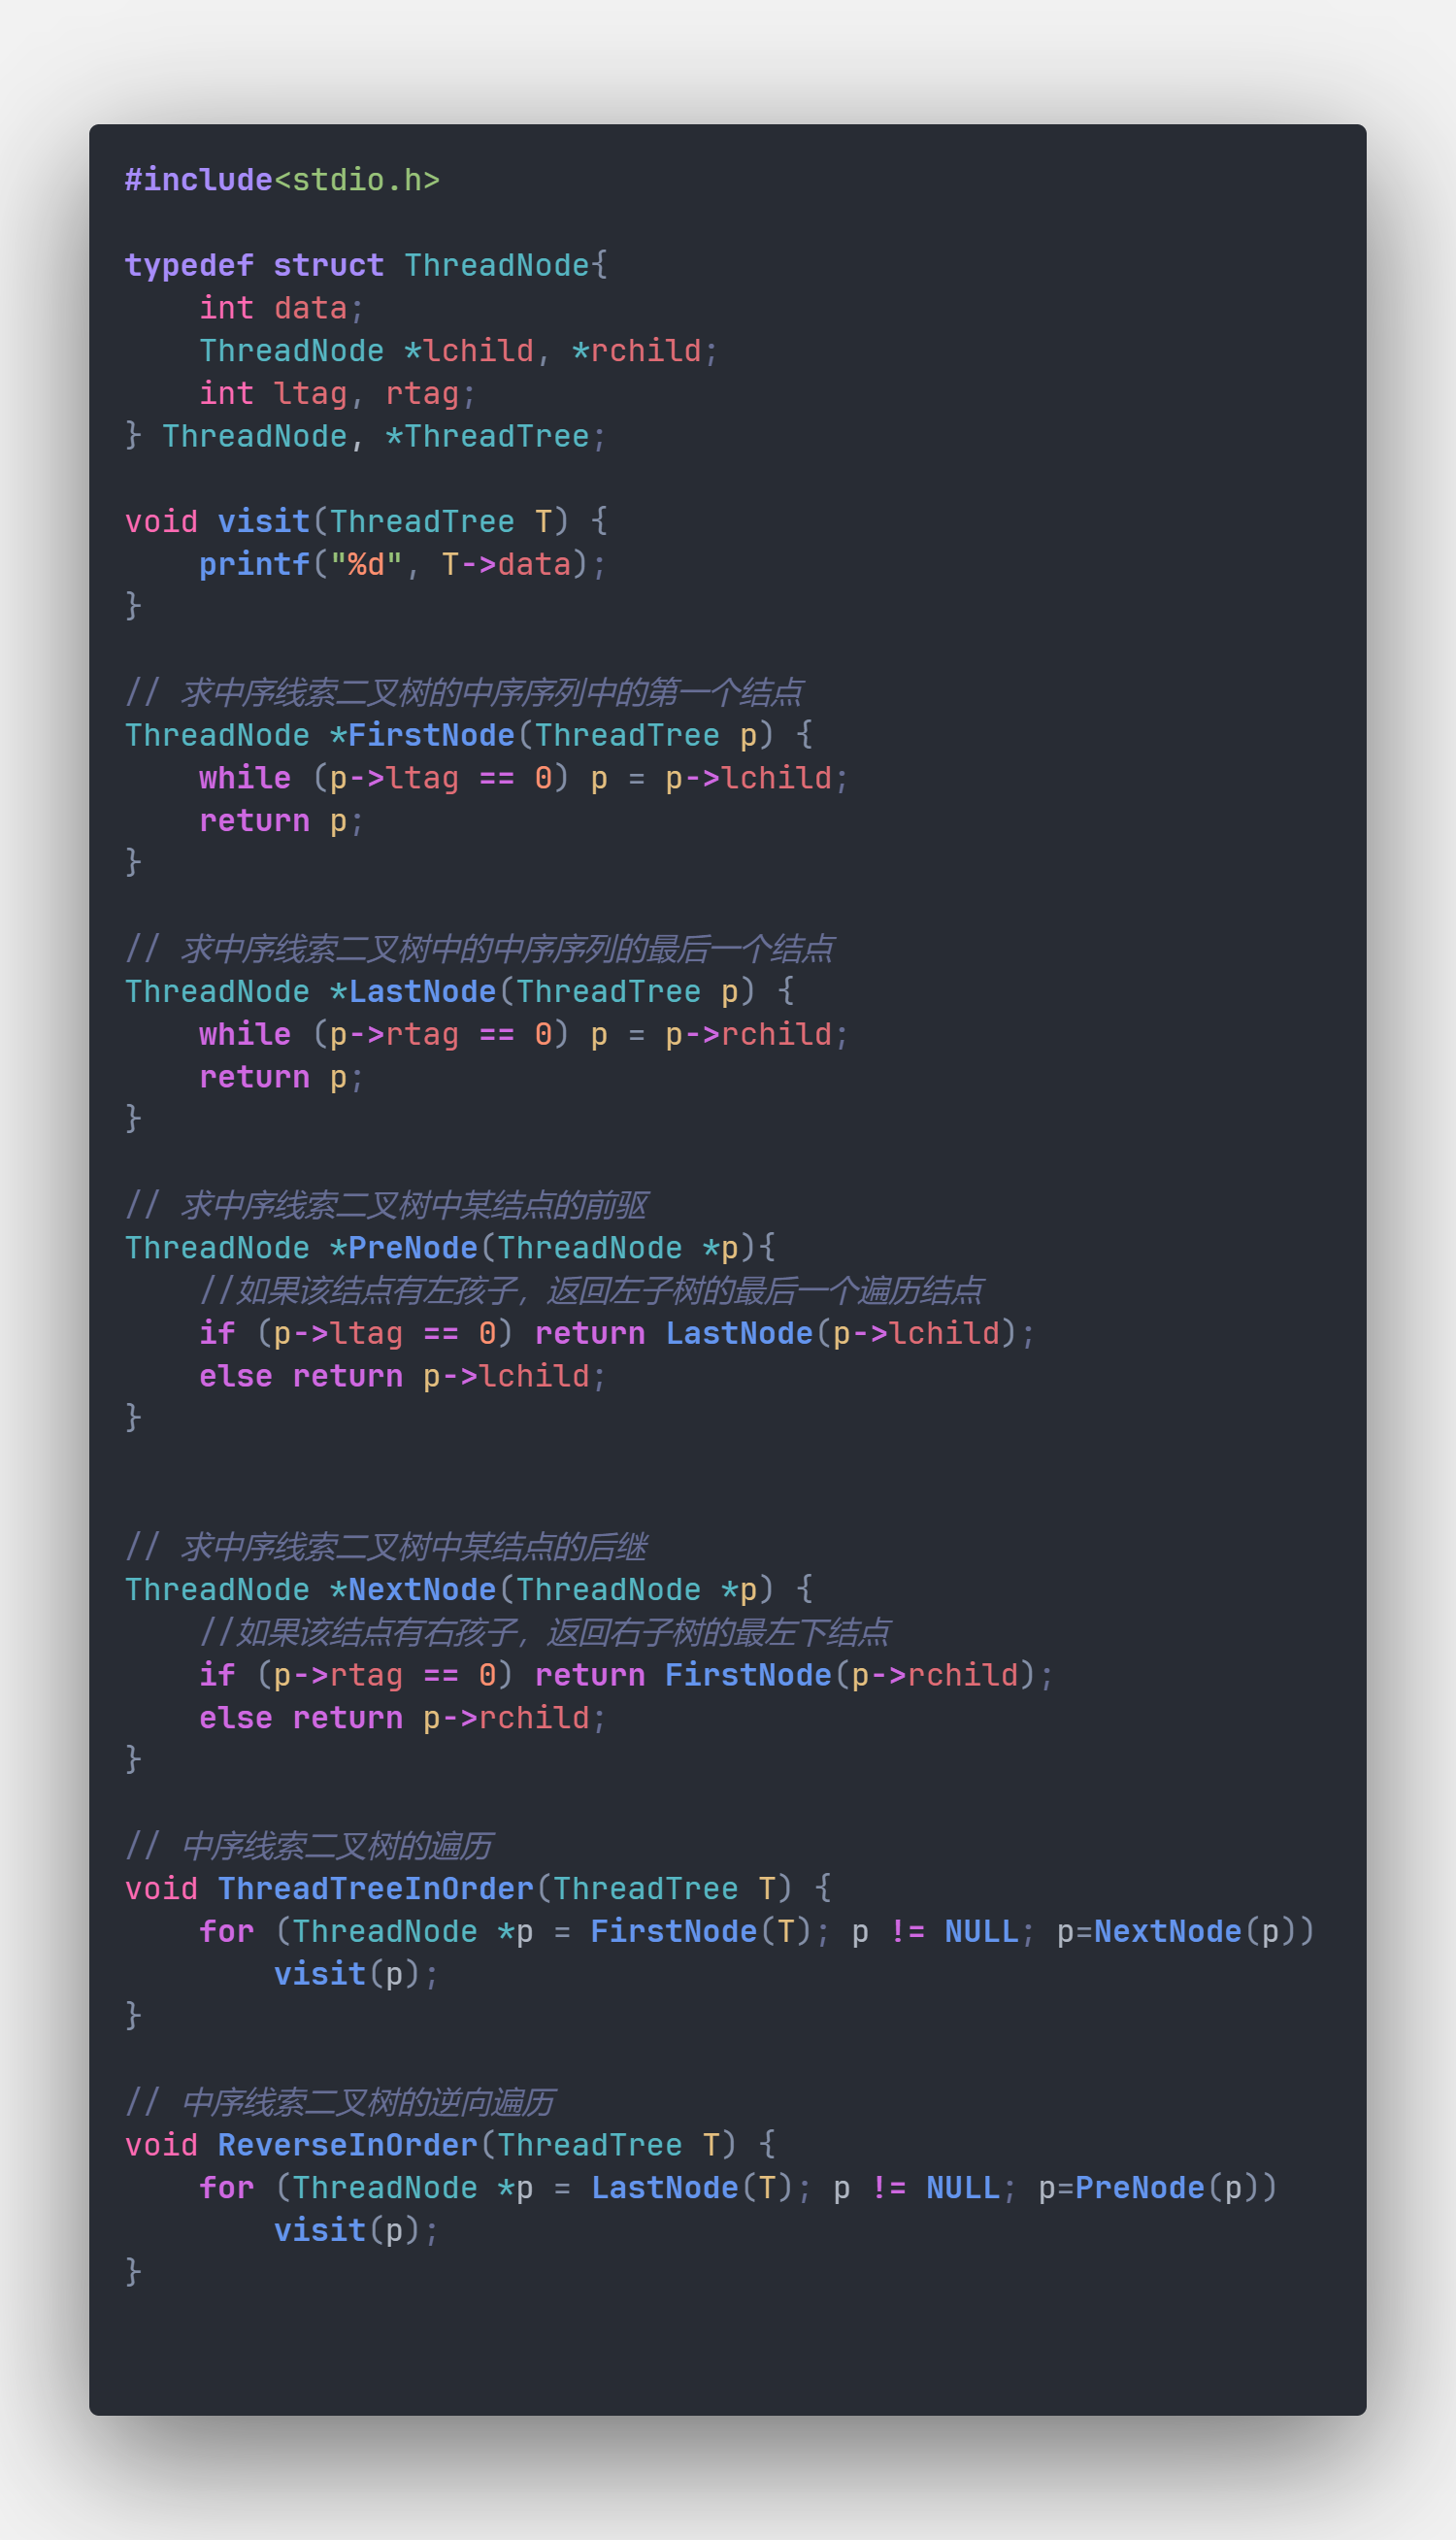 #include<stdio.h>
typedef struct ThreadNode{
    int data;
    ThreadNode *lchild, *rchild;
    int ltag, rtag;
} ThreadNode, *ThreadTree;
void visit(ThreadTree T) {
    printf("%d", T->data);
}
// 求中序线索二叉树的中序序列中的第一个结点
ThreadNode *FirstNode(ThreadTree p) {
    while (p->ltag == 0) p = p->lchild;
    return p;
}
// 求中序线索二叉树中的中序序列的最后一个结点
ThreadNode *LastNode(ThreadTree p) {
    while (p->rtag == 0) p = p->rchild;
    return p;
}
// 求中序线索二叉树中某结点的前驱
ThreadNode *PreNode(ThreadNode *p){
    //如果该结点有左孩子，返回左子树的最后一个遍历结点
    if (p->ltag == 0) return LastNode(p->lchild);
    else return p->lchild;
}
// 求中序线索二叉树中某结点的后继
ThreadNode *NextNode(ThreadNode *p) {
    //如果该结点有右孩子，返回右子树的最左下结点
    if (p->rtag == 0) return FirstNode(p->rchild);
    else return p->rchild;
}
// 中序线索二叉树的遍历
void ThreadTreeInOrder(ThreadTree T) {
    for (ThreadNode *p = FirstNode(T); p != NULL; p=NextNode(p))
        visit(p);
}
// 中序线索二叉树的逆向遍历
void ReverseInOrder(ThreadTree T) {
    for (ThreadNode *p = LastNode(T); p != NULL; p=PreNode(p))
        visit(p);
}